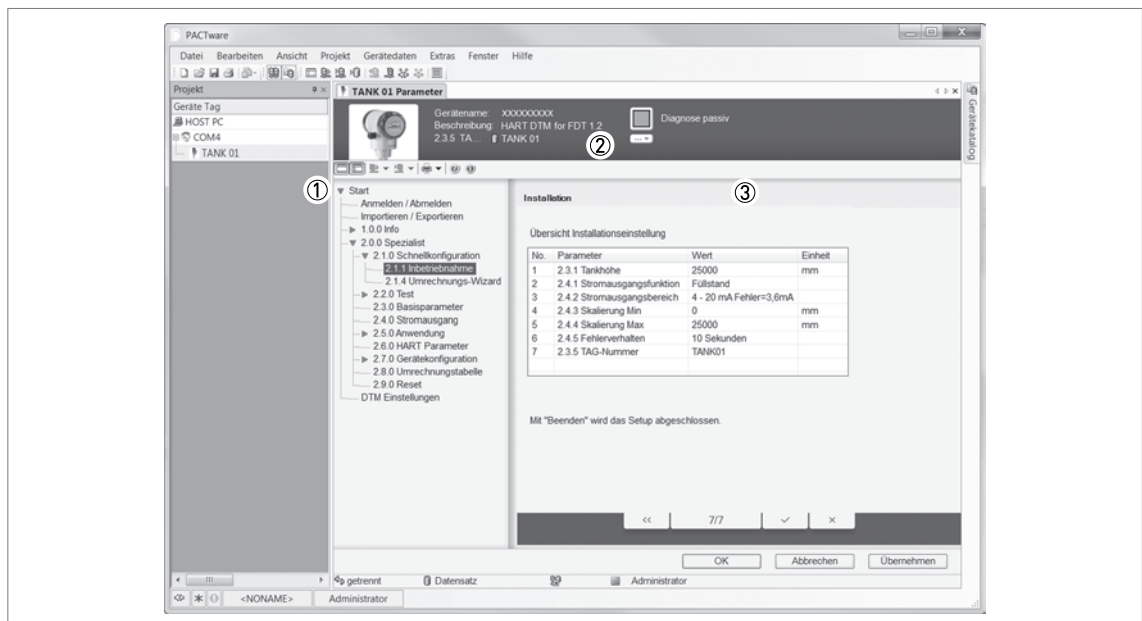 PACTware
Datei Bearbeiten Ansicht Projekt Gerätedaten Extras Fenster Hilfe
Projekt
Geräte Tag
HOST PC
COM4
TANK 01
TANK 01 Parameter
Gerätename: XXXXXXXXX
Beschreibung: HART DTM for FDT 1.2
2.3.5 TA... TANK 01
Diagnose passiv
②
Gerätekatalog
①
Start
Anmelden / Abmelden
Importieren / Exportieren
1.0.0 Info
2.0.0 Spezialist
2.1.0 Schnellkonfiguration
2.1.1 Inbetriebnahme
2.1.4 Umrechnungs-Wizard
2.2.0 Test
2.3.0 Basisparameter
2.4.0 Stromausgang
2.5.0 Anwendung
2.6.0 HART Parameter
2.7.0 Gerätekonfiguration
2.8.0 Umrechnungstabelle
2.9.0 Reset
DTM Einstellungen
③
Installation
Übersicht Installationseinstellung
No. Parameter Wert Einheit
1 2.3.1 Tankhöhe 25000 mm
2 2.4.1 Stromausgangsfunktion Füllstand
3 2.4.2 Stromausgangsbereich 4 - 20 mA Fehler=3,6mA
4 2.4.3 Skalierung Min 0 mm
5 2.4.4 Skalierung Max 25000 mm
6 2.4.5 Fehlerverhalten 10 Sekunden
7 2.3.5 TAG-Nummer TANK01
Mit "Beenden" wird das Setup abgeschlossen.
<< 7/7
OK Abbrechen Übernehmen
getrennt Datensatz Administrator
<NONAME> Administrator